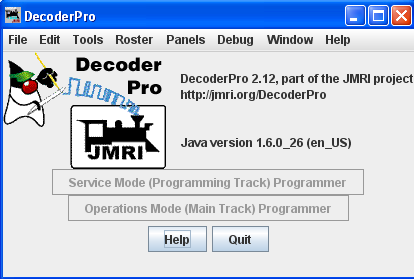 DecoderPro
File Edit Tools Roster Panels Debug Window Help
Decoder
Pro
DecoderPro 2.12, part of the JMRI project
http://jmri.org/DecoderPro
JMRI
Java version 1.6.0_26 (en_US)
Service Mode (Programming Track) Programmer
Operations Mode (Main Track) Programmer
Help Quit